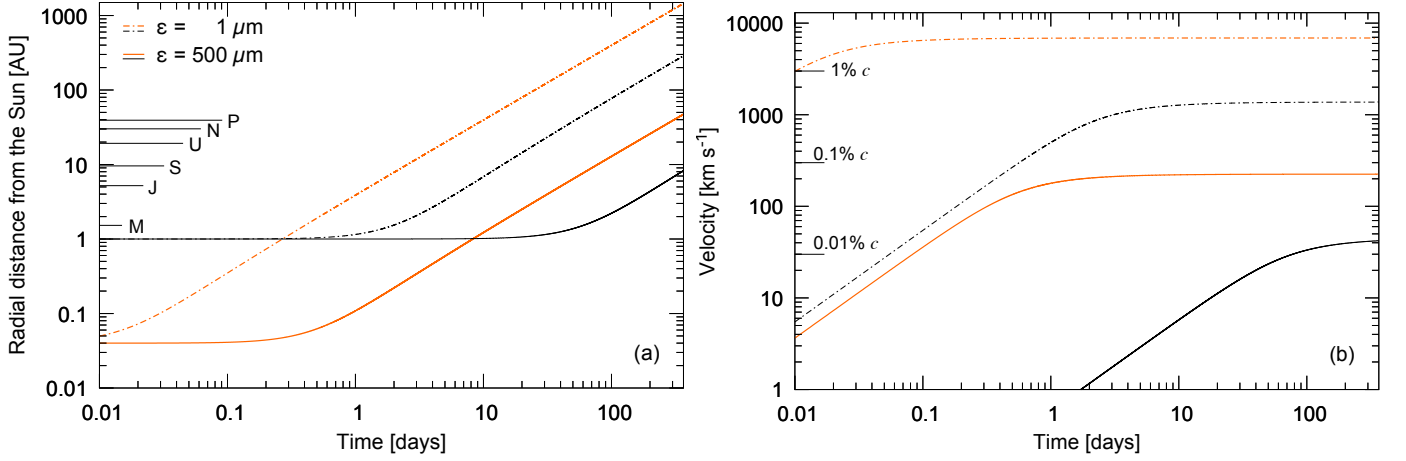 Radial distance from the Sun [AU]
1000
100
10
1
0.1
0.01
ε = 1 µm
ε = 500 µm
P
N
U
S
J
M
(a)
0.01 0.1 1 10 100
Time [days]
Velocity [km s⁻¹]
10000
1000
100
10
1
1% c
0.1% c
0.01% c
(b)
0.01 0.1 1 10 100
Time [days]